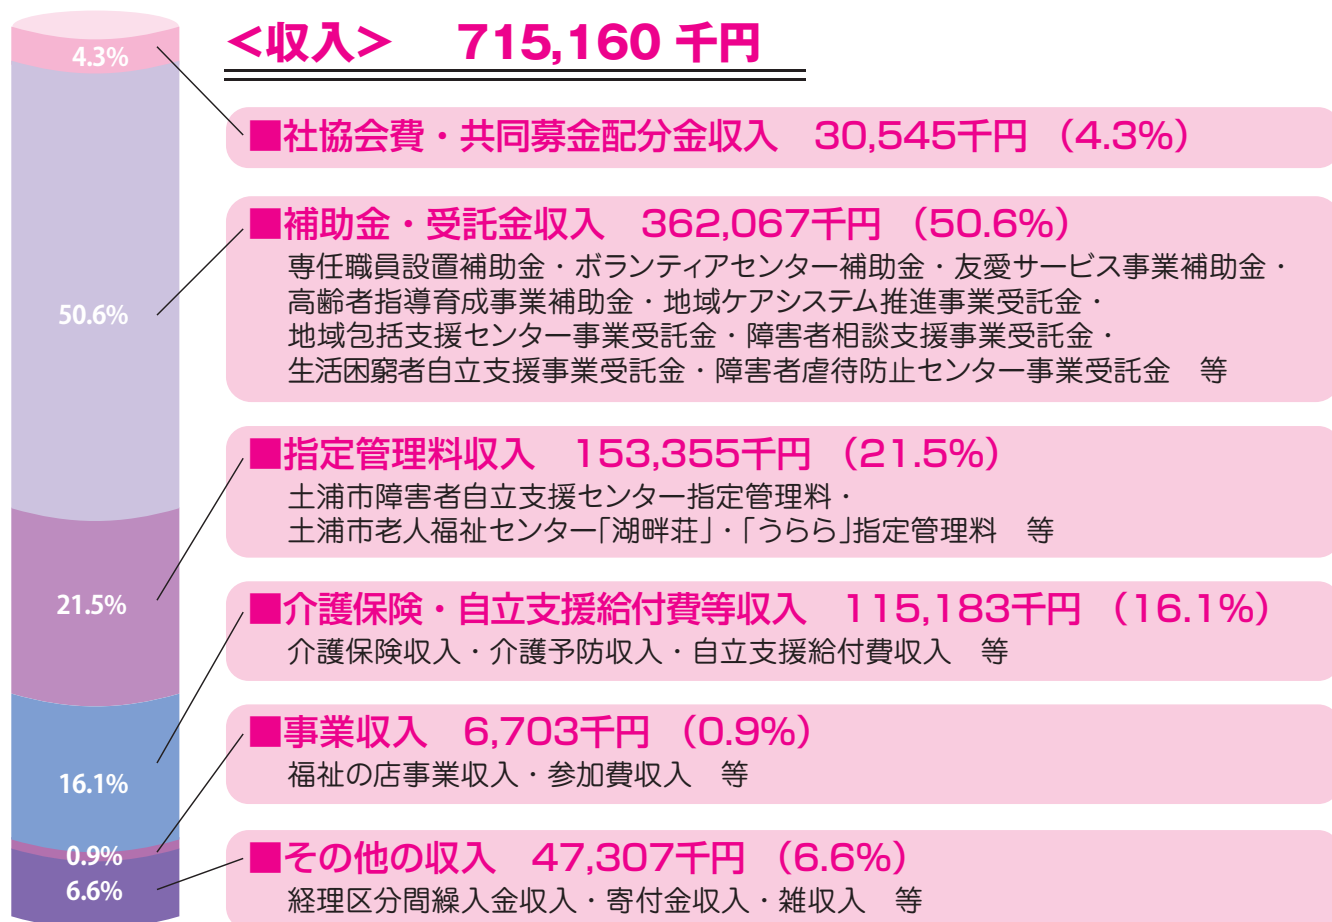 <収入>　715,160 千円
4.3%
■社協会費・共同募金配分金収入　30,545千円（4.3%）
50.6%
■補助金・受託金収入　362,067千円（50.6%）
専任職員設置補助金・ボランティアセンター補助金・友愛サービス事業補助金・
高齢者指導育成事業補助金・地域ケアシステム推進事業受託金・
地域包括支援センター事業受託金・障害者相談支援事業受託金・
生活困窮者自立支援事業受託金・障害者虐待防止センター事業受託金　等
21.5%
■指定管理料収入　153,355千円（21.5%）
土浦市障害者自立支援センター指定管理料・
土浦市老人福祉センター「湖畔荘」・「うらら」指定管理料　等
16.1%
■介護保険・自立支援給付費等収入　115,183千円（16.1%）
介護保険収入・介護予防収入・自立支援給付費収入　等
0.9%
■事業収入　6,703千円（0.9%）
福祉の店事業収入・参加費収入　等
6.6%
■その他の収入　47,307千円（6.6%）
経理区分間繰入金収入・寄付金収入・雑収入　等